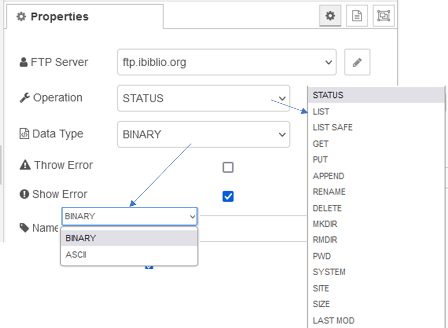 Properties
FTP Server
ftp.ibiblio.org
Operation
STATUS
Data Type
BINARY
Throw Error
Show Error
Name
BINARY
BINARY
ASCII
STATUS
LIST
LIST SAFE
GET
PUT
APPEND
RENAME
DELETE
MKDIR
RMDIR
PWD
SYSTEM
SITE
SIZE
LAST MOD